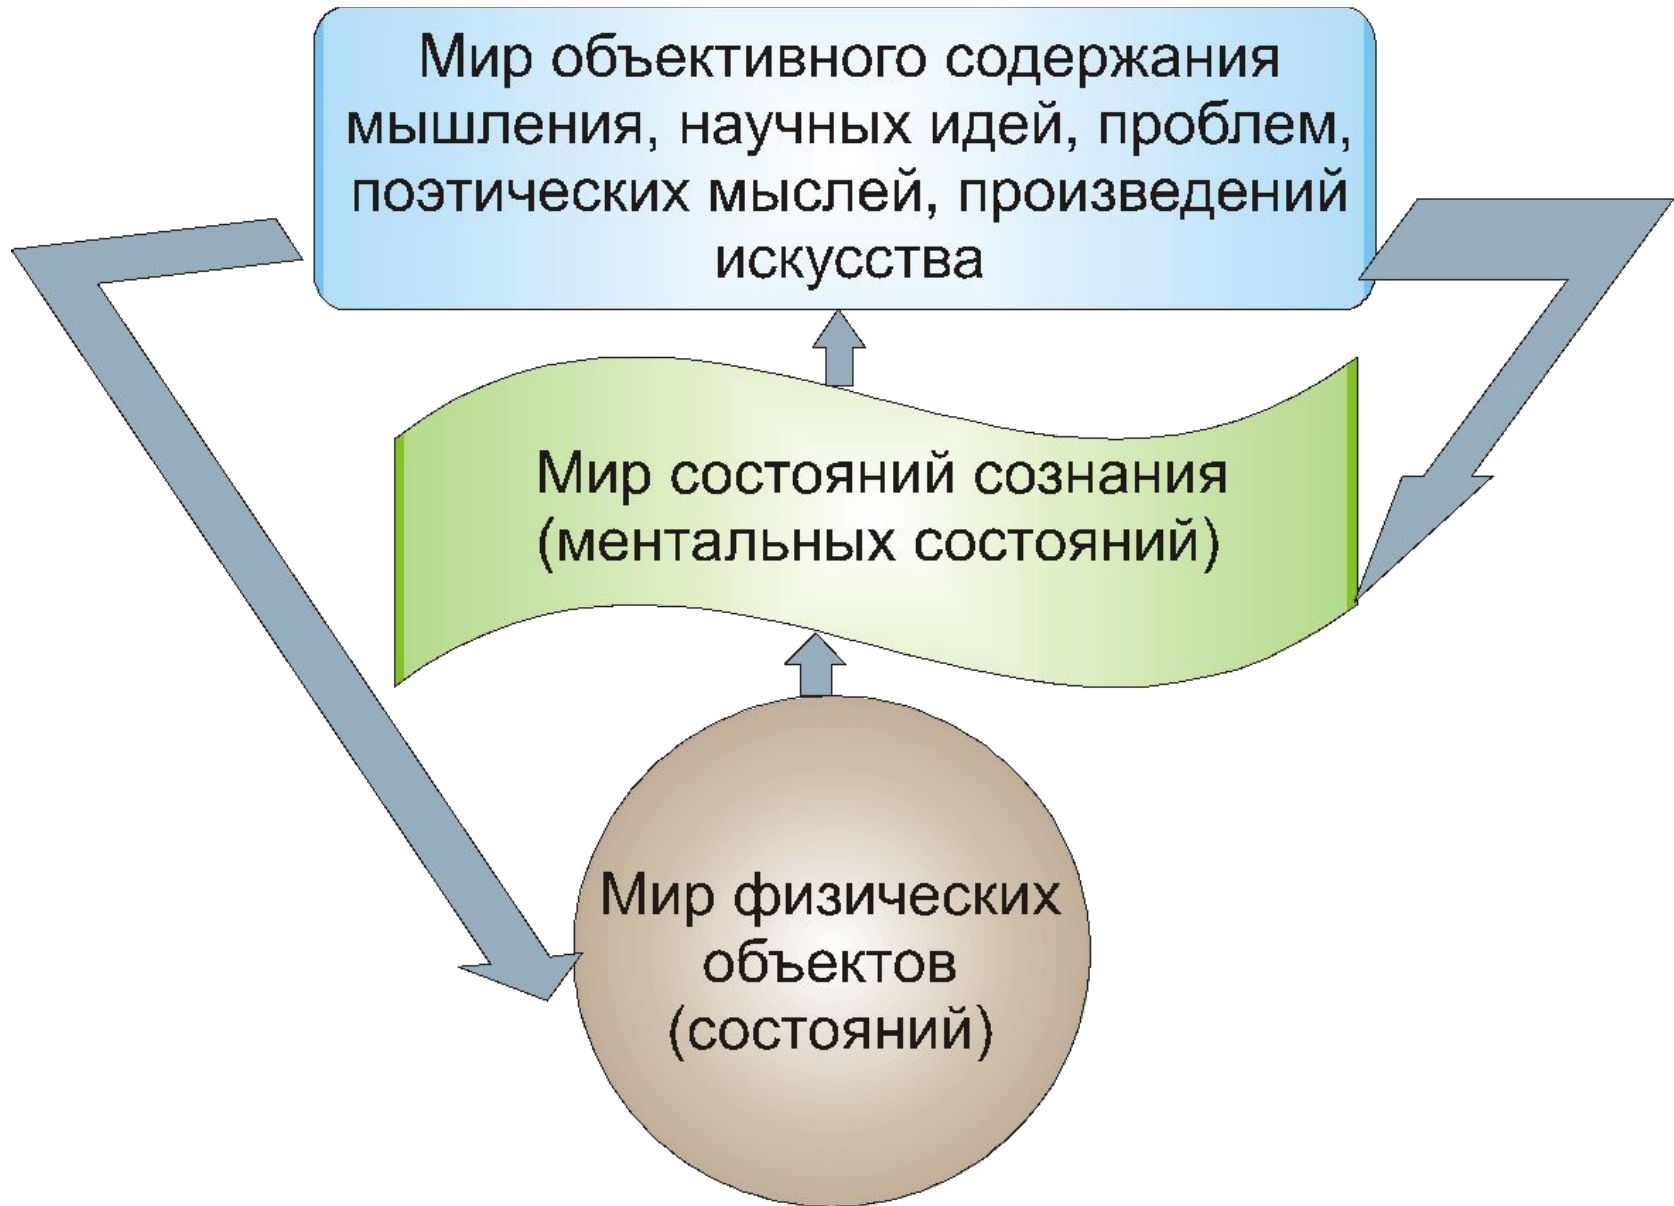 Мир объективного содержания
мышления, научных идей, проблем,
поэтических мыслей, произведений
искусства
Мир состояний сознания
(ментальных состояний)
Мир физических
объектов
(состояний)